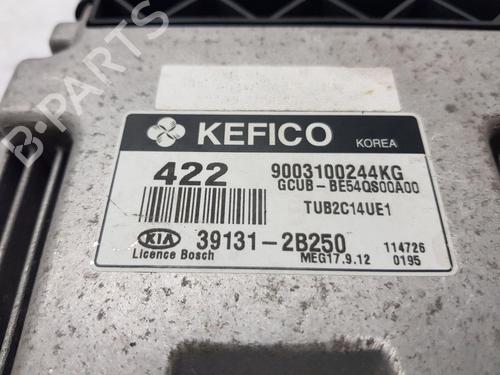 KEFICO KOREA
422 9003100244KG
GCUB-BE54QS00A00
TUB2C14UE1
KIA 39131-2B250 114726
Licence Bosch MEG17.9.12 0195
B-PARTS